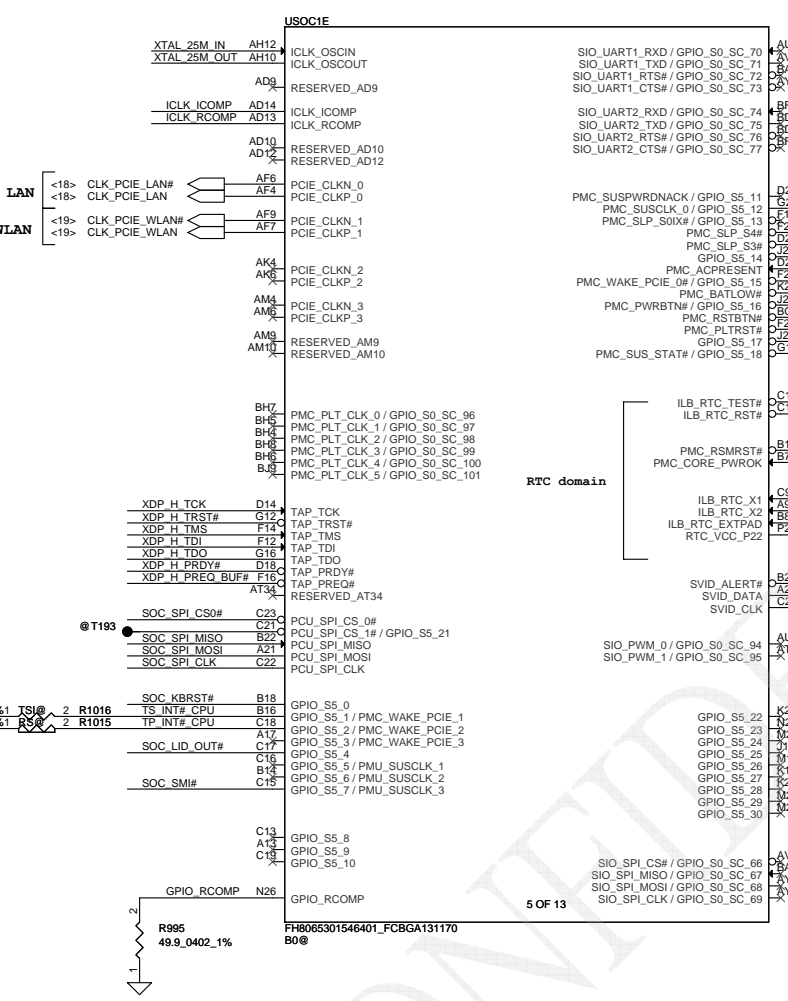 USOC1E
XTAL_25M_IN AH12 ICLK_OSCIN
XTAL_25M_OUT AH10 ICLK_OSCOUT
AD9 RESERVED_AD9
ICLK_ICOMP AD14 ICLK_ICOMP
ICLK_RCOMP AD13 ICLK_RCOMP
AD10 RESERVED_AD10
AD12 RESERVED_AD12
LAN
<18> CLK_PCIE_LAN# AF6 PCIE_CLKN_0
<18> CLK_PCIE_LAN AF4 PCIE_CLKP_0
WLAN
<19> CLK_PCIE_WLAN# AF9 PCIE_CLKN_1
<19> CLK_PCIE_WLAN AF7 PCIE_CLKP_1
AK4 PCIE_CLKN_2
AK6 PCIE_CLKP_2
AM4 PCIE_CLKN_3
AM6 PCIE_CLKP_3
AM9 RESERVED_AM9
AM10 RESERVED_AM10
BH7 PMC_PLT_CLK_0 / GPIO_S0_SC_96
BH5 PMC_PLT_CLK_1 / GPIO_S0_SC_97
BH4 PMC_PLT_CLK_2 / GPIO_S0_SC_98
BH8 PMC_PLT_CLK_3 / GPIO_S0_SC_99
BH6 PMC_PLT_CLK_4 / GPIO_S0_SC_100
BJ9 PMC_PLT_CLK_5 / GPIO_S0_SC_101
XDP_H_TCK D14 TAP_TCK
XDP_H_TRST# G12 TAP_TRST#
XDP_H_TMS F14 TAP_TMS
XDP_H_TDI F12 TAP_TDI
XDP_H_TDO G16 TAP_TDO
XDP_H_PRDY# D18 TAP_PRDY#
XDP_H_PREQ_BUF# F16 TAP_PREQ#
AT34 RESERVED_AT34
SOC_SPI_CS0# C23 PCU_SPI_CS_0#
@T193 C21 PCU_SPI_CS_1# / GPIO_S5_21
SOC_SPI_MISO B22 PCU_SPI_MISO
SOC_SPI_MOSI A21 PCU_SPI_MOSI
SOC_SPI_CLK C22 PCU_SPI_CLK
SOC_KBRST# B18 GPIO_S5_0
%1 TSI@ 2 R1016 TS_INT#_CPU B16 GPIO_S5_1 / PMC_WAKE_PCIE_1
%1 RS@ 2 R1015 TP_INT#_CPU C18 GPIO_S5_2 / PMC_WAKE_PCIE_2
A17 GPIO_S5_3 / PMC_WAKE_PCIE_3
SOC_LID_OUT# C17 GPIO_S5_4
C16 GPIO_S5_5 / PMU_SUSCLK_1
B14 GPIO_S5_6 / PMU_SUSCLK_2
SOC_SMI# C15 GPIO_S5_7 / PMU_SUSCLK_3
C13 GPIO_S5_8
A13 GPIO_S5_9
C19 GPIO_S5_10
GPIO_RCOMP N26 GPIO_RCOMP
2
R995
49.9_0402_1%
1
SIO_UART1_RXD / GPIO_S0_SC_70
SIO_UART1_TXD / GPIO_S0_SC_71
SIO_UART1_RTS# / GPIO_S0_SC_72
SIO_UART1_CTS# / GPIO_S0_SC_73
SIO_UART2_RXD / GPIO_S0_SC_74
SIO_UART2_TXD / GPIO_S0_SC_75
SIO_UART2_RTS# / GPIO_S0_SC_76
SIO_UART2_CTS# / GPIO_S0_SC_77
PMC_SUSPWRDNACK / GPIO_S5_11
PMC_SUSCLK_0 / GPIO_S5_12
PMC_SLP_S0IX# / GPIO_S5_13
PMC_SLP_S4#
PMC_SLP_S3#
GPIO_S5_14
PMC_ACPRESENT
PMC_WAKE_PCIE_0# / GPIO_S5_15
PMC_BATLOW#
PMC_PWRBTN# / GPIO_S5_16
PMC_RSTBTN#
PMC_PLTRST#
GPIO_S5_17
PMC_SUS_STAT# / GPIO_S5_18
RTC domain
ILB_RTC_TEST#
ILB_RTC_RST#
PMC_RSMRST#
PMC_CORE_PWROK
ILB_RTC_X1
ILB_RTC_X2
ILB_RTC_EXTPAD
RTC_VCC_P22
SVID_ALERT#
SVID_DATA
SVID_CLK
SIO_PWM_0 / GPIO_S0_SC_94
SIO_PWM_1 / GPIO_S0_SC_95
GPIO_S5_22
GPIO_S5_23
GPIO_S5_24
GPIO_S5_25
GPIO_S5_26
GPIO_S5_27
GPIO_S5_28
GPIO_S5_29
GPIO_S5_30
SIO_SPI_CS# / GPIO_S0_SC_66
SIO_SPI_MISO / GPIO_S0_SC_67
SIO_SPI_MOSI / GPIO_S0_SC_68
SIO_SPI_CLK / GPIO_S0_SC_69
5 OF 13
FH8065301546401_FCBGA131170
B0@